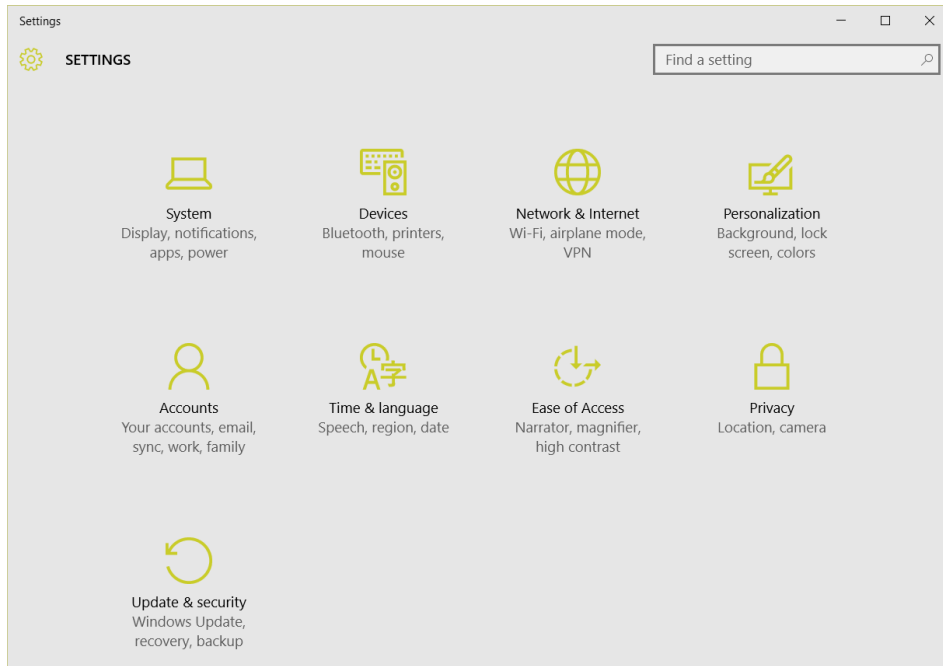 Settings
SETTINGS
Find a setting
System
Display, notifications,
apps, power
Devices
Bluetooth, printers,
mouse
Network & Internet
Wi-Fi, airplane mode,
VPN
Personalization
Background, lock
screen, colors
Accounts
Your accounts, email,
sync, work, family
A字
Time & language
Speech, region, date
Ease of Access
Narrator, magnifier,
high contrast
Privacy
Location, camera
Update & security
Windows Update,
recovery, backup